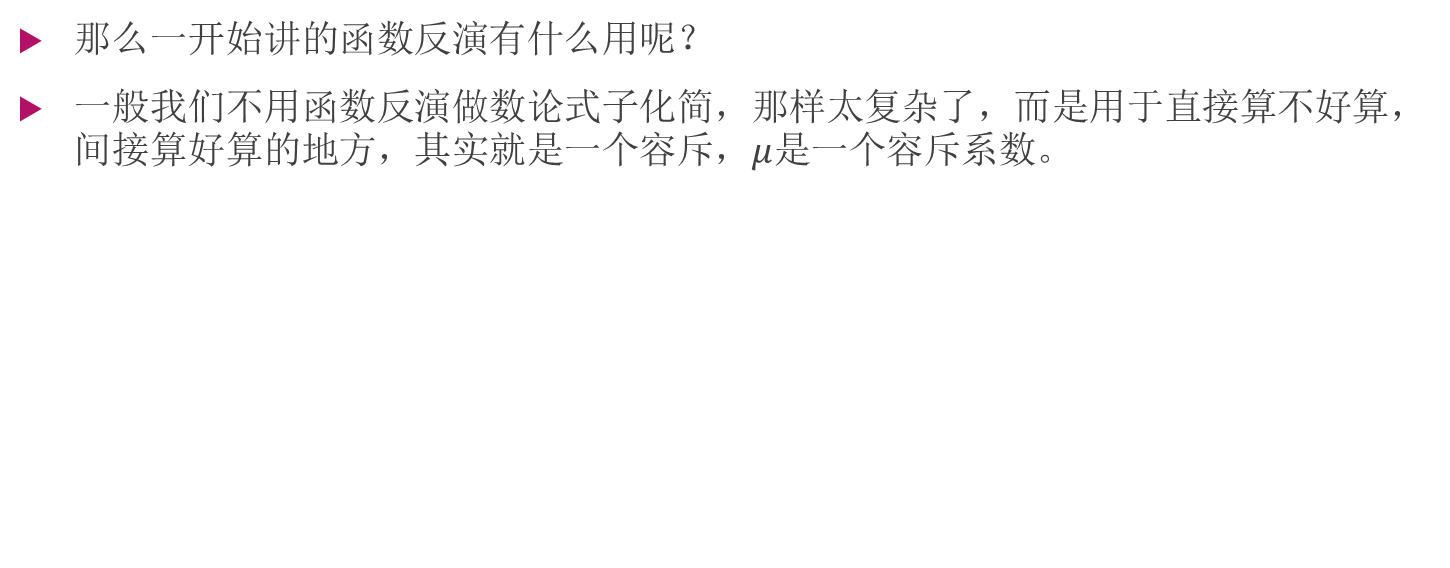 那么一开始讲的函数反演有什么用呢？
一般我们不用函数反演做数论式子化简，那样太复杂了，而是用于直接算不好算，
间接算好算的地方，其实就是一个容斥，μ是一个容斥系数。